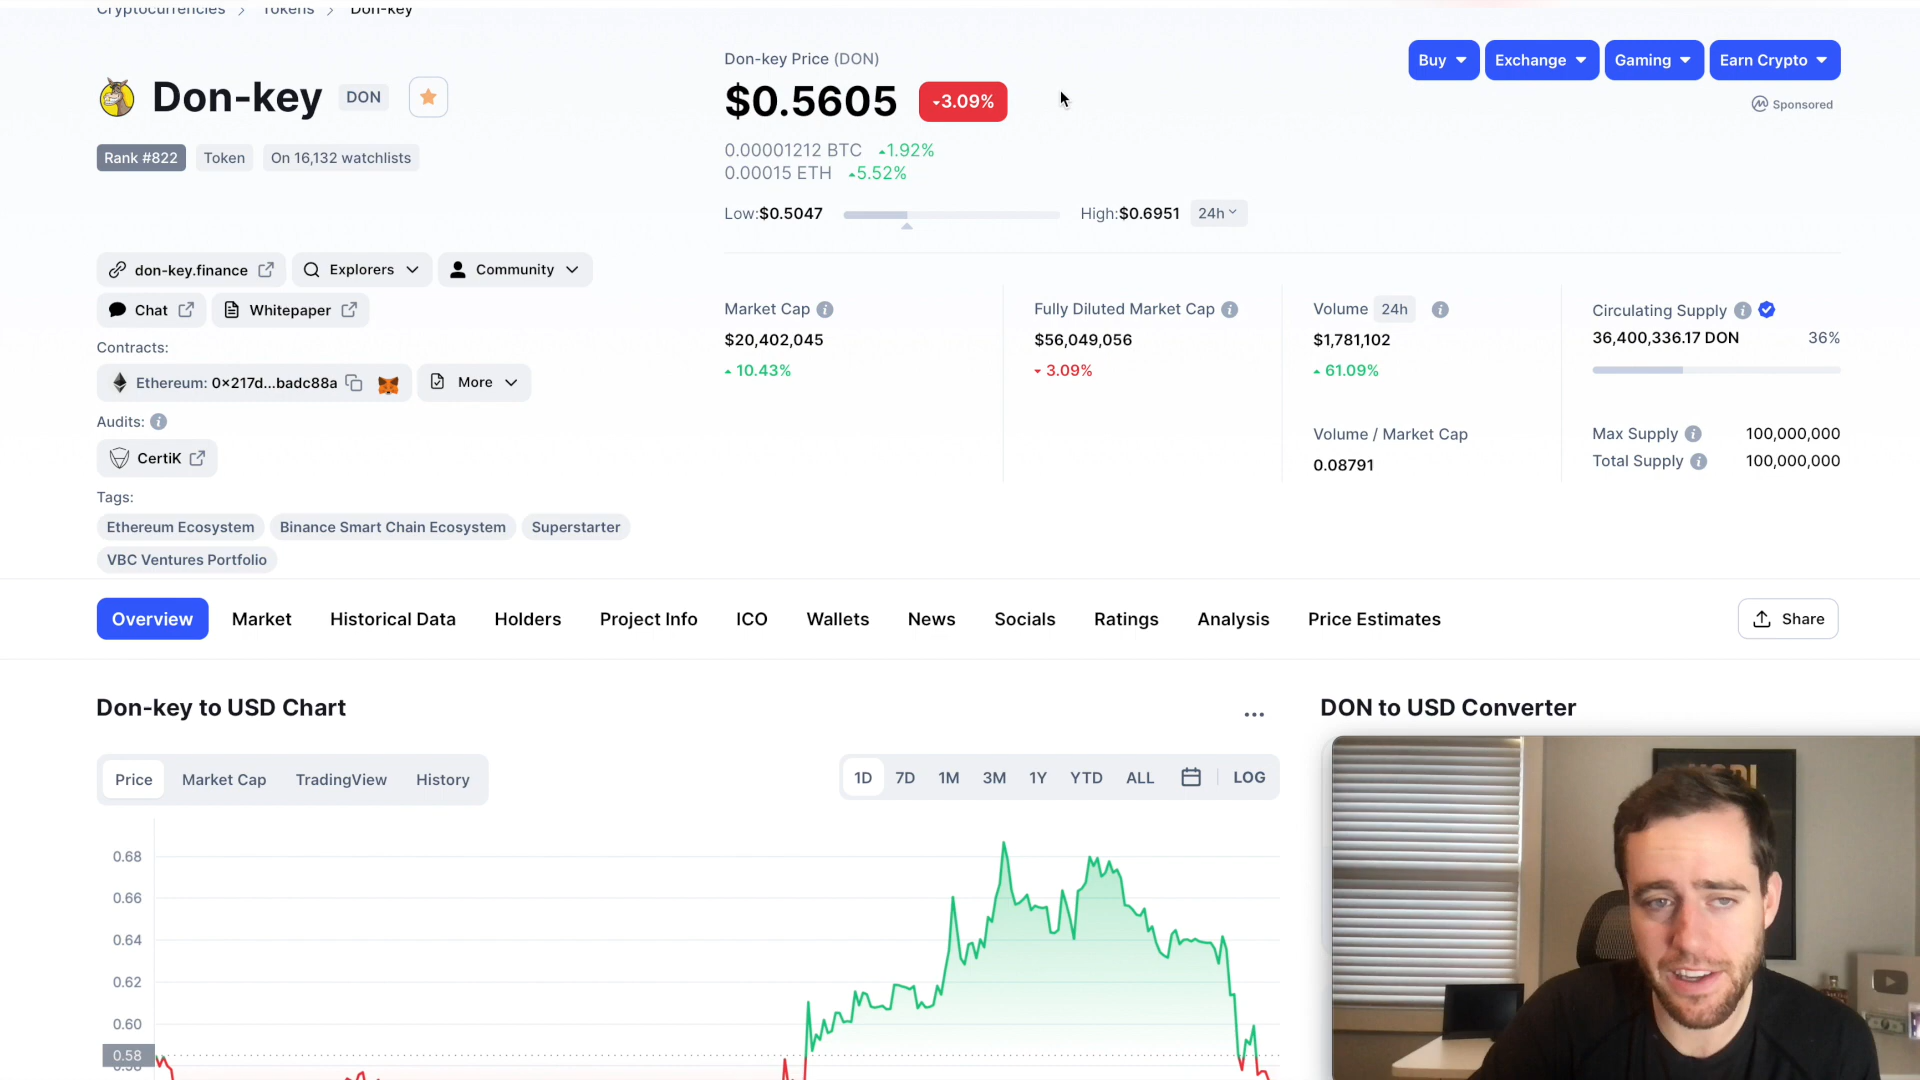 Cryptocurrencies > Tokens > Don-key
Don-key DON
Rank #822 Token On 16,132 watchlists
don-key.finance Explorers Community
Chat Whitepaper
Contracts:
Ethereum: 0x217d...badc88a More
Audits:
CertiK
Tags:
Ethereum Ecosystem Binance Smart Chain Ecosystem Superstarter
VBC Ventures Portfolio
Don-key Price (DON)
$0.5605 3.09%
0.00001212 BTC 1.92%
0.00015 ETH 5.52%
Low:$0.5047 High:$0.6951 24h
Buy Exchange Gaming Earn Crypto
Sponsored
Market Cap
$20,402,045
10.43%
Fully Diluted Market Cap
$56,049,056
3.09%
Volume 24h
$1,781,102
61.09%
Volume / Market Cap
0.08791
Circulating Supply
36,400,336.17 DON 36%
Max Supply 100,000,000
Total Supply 100,000,000
Overview Market Historical Data Holders Project Info ICO Wallets News Socials Ratings Analysis Price Estimates Share
Don-key to USD Chart
DON to USD Converter
Price Market Cap TradingView History
1D 7D 1M 3M 1Y YTD ALL LOG
0.68
0.66
0.64
0.62
0.60
0.58